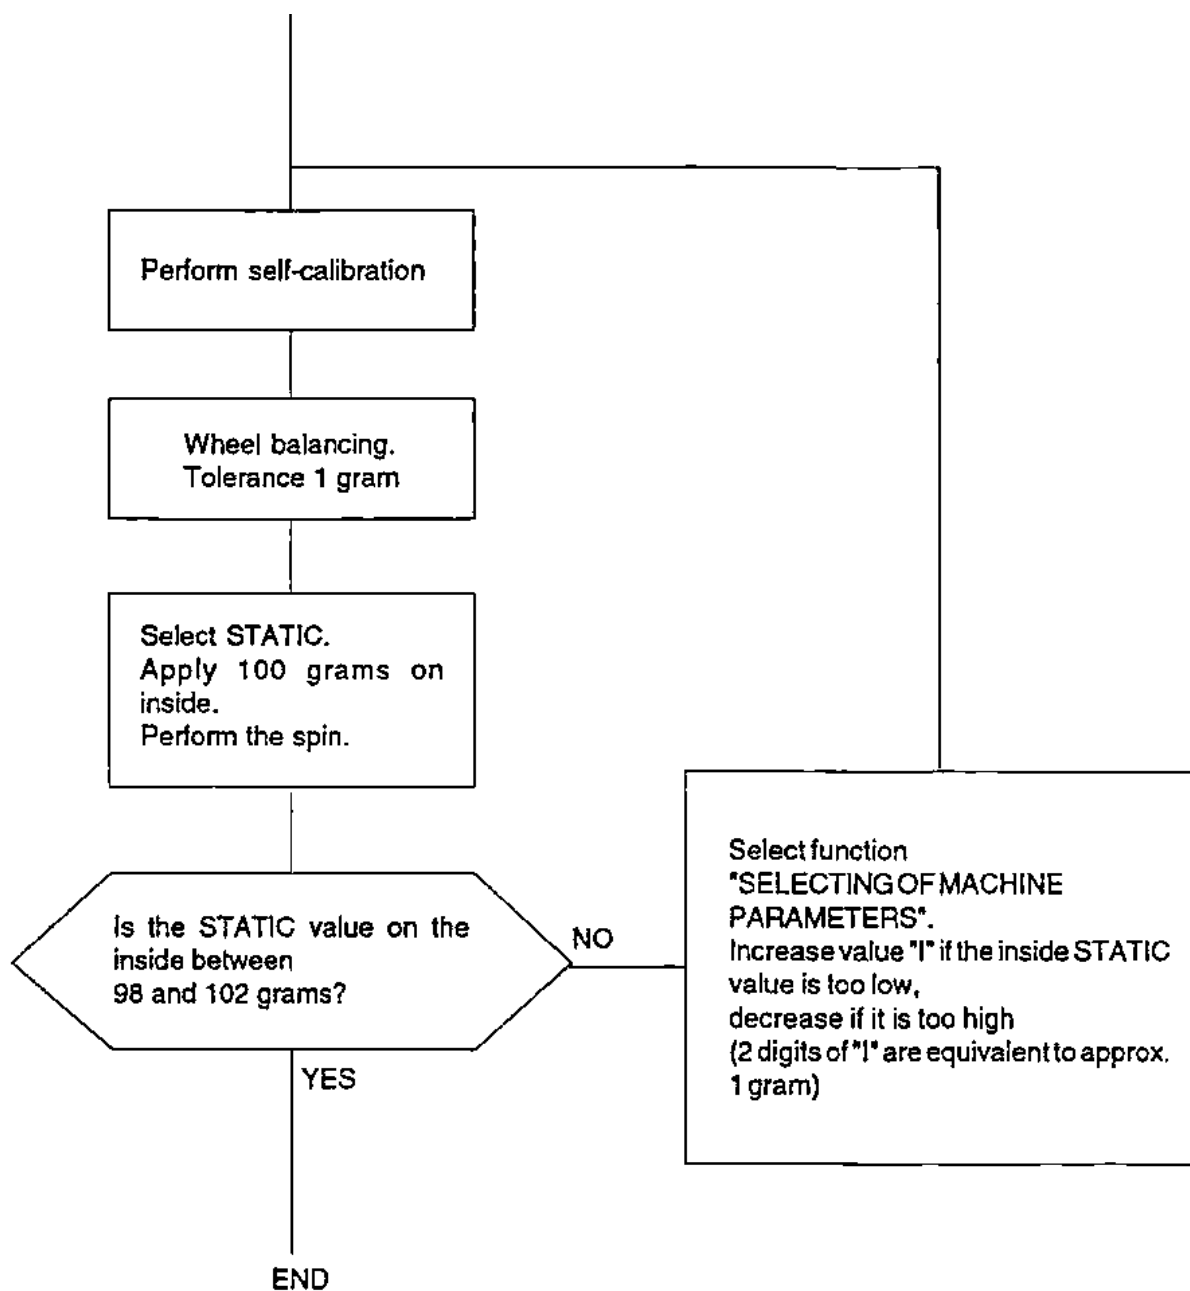 Perform self-calibration
Wheel balancing.
Tolerance 1 gram
Select STATIC.
Apply 100 grams on
inside.
Perform the spin.
Is the STATIC value on the
inside between
98 and 102 grams?
NO
YES
END
Select function
"SELECTING OF MACHINE
PARAMETERS".
Increase value "I" if the inside STATIC
value is too low,
decrease if it is too high
(2 digits of "I" are equivalent to approx.
1 gram)